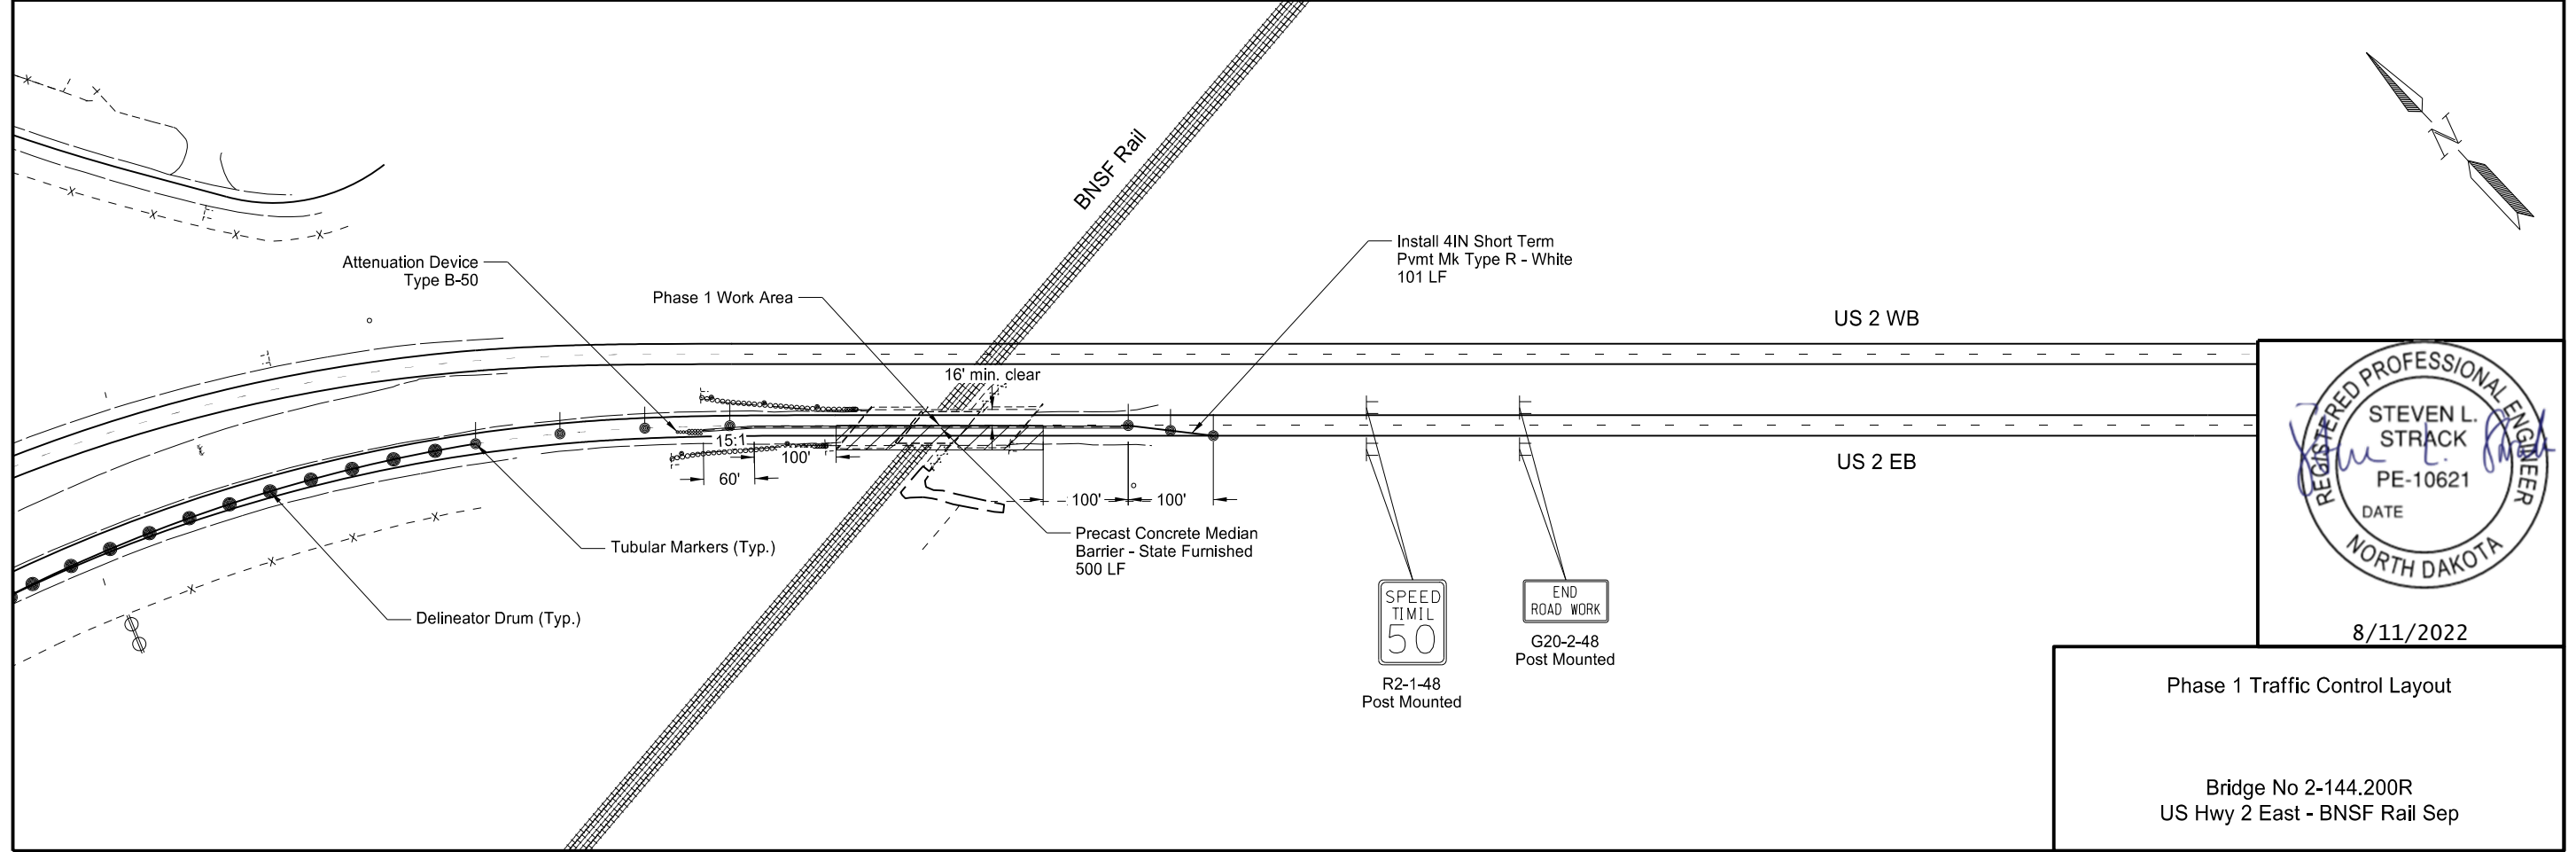 BNSF Rail
Attenuation Device
Type B-50
Phase 1 Work Area
Install 4IN Short Term
Pvmt Mk Type R - White
101 LF
N
US 2 WB
16' min. clear
15:1
100'
60'
US 2 EB
100'
100'
Precast Concrete Median
Barrier - State Furnished
500 LF
Tubular Markers (Typ.)
Delineator Drum (Typ.)
SPEED
TIMIL
50
R2-1-48
Post Mounted
END
ROAD WORK
G20-2-48
Post Mounted
REGISTERED PROFESSIONAL ENGINEER
STEVEN L.
STRACK
PE-10621
DATE
NORTH DAKOTA
8/11/2022
Phase 1 Traffic Control Layout
Bridge No 2-144.200R
US Hwy 2 East - BNSF Rail Sep